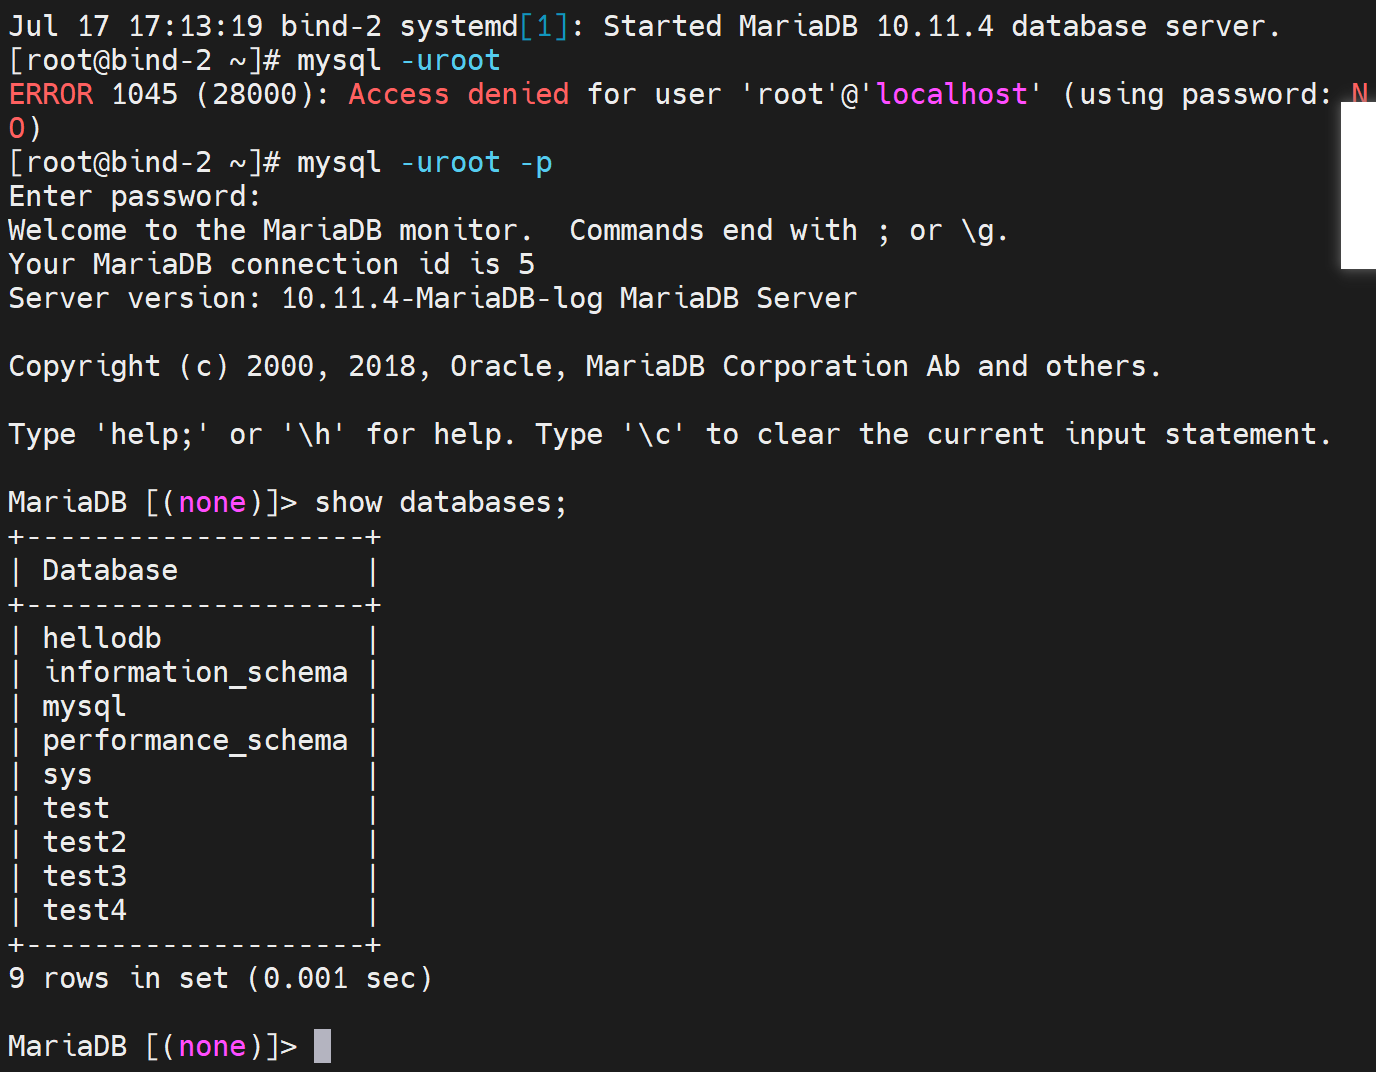 Jul 17 17:13:19 bind-2 systemd[1]: Started MariaDB 10.11.4 database server.
[root@bind-2 ~]# mysql -uroot
ERROR 1045 (28000): Access denied for user 'root'@'localhost' (using password: N
O)
[root@bind-2 ~]# mysql -uroot -p
Enter password:
Welcome to the MariaDB monitor.  Commands end with ; or \g.
Your MariaDB connection id is 5
Server version: 10.11.4-MariaDB-log MariaDB Server
Copyright (c) 2000, 2018, Oracle, MariaDB Corporation Ab and others.
Type 'help;' or '\h' for help. Type '\c' to clear the current input statement.
MariaDB [(none)]> show databases;
+--------------------+
| Database           |
+--------------------+
| hellodb            |
| information_schema |
| mysql              |
| performance_schema |
| sys                |
| test               |
| test2              |
| test3              |
| test4              |
+--------------------+
9 rows in set (0.001 sec)
MariaDB [(none)]>